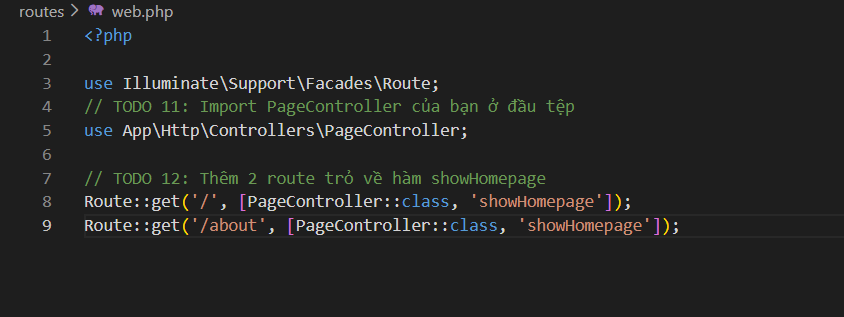 routes > web.php
1 <?php
2
3 use Illuminate\Support\Facades\Route;
4 // TODO 11: Import PageController của bạn ở đầu tệp
5 use App\Http\Controllers\PageController;
6
7 // TODO 12: Thêm 2 route trỏ về hàm showHomepage
8 Route::get('/', [PageController::class, 'showHomepage']);
9 Route::get('/about', [PageController::class, 'showHomepage']);